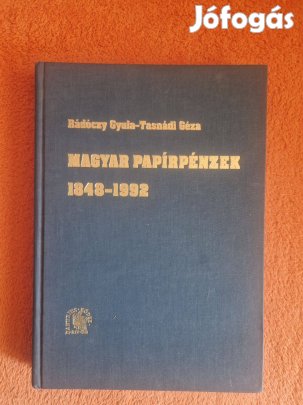 Jófogás
Rádóczy Gyula-Tasnádi Géza
MAGYAR PAPÍRPÉNZEK
1848-1992